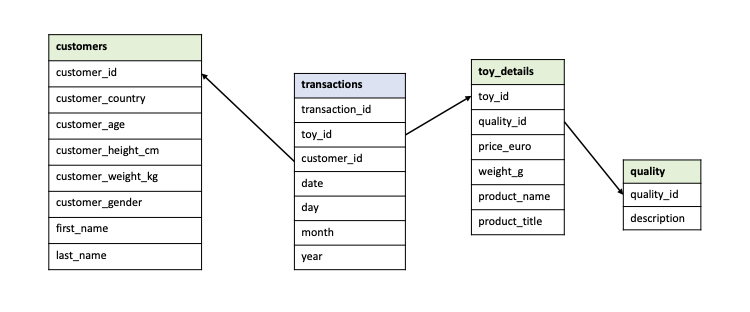 customers
customer_id
customer_country
customer_age
customer_height_cm
customer_weight_kg
customer_gender
first_name
last_name
transactions
transaction_id
toy_id
customer_id
date
day
month
year
toy_details
toy_id
quality_id
price_euro
weight_g
product_name
product_title
quality
quality_id
description